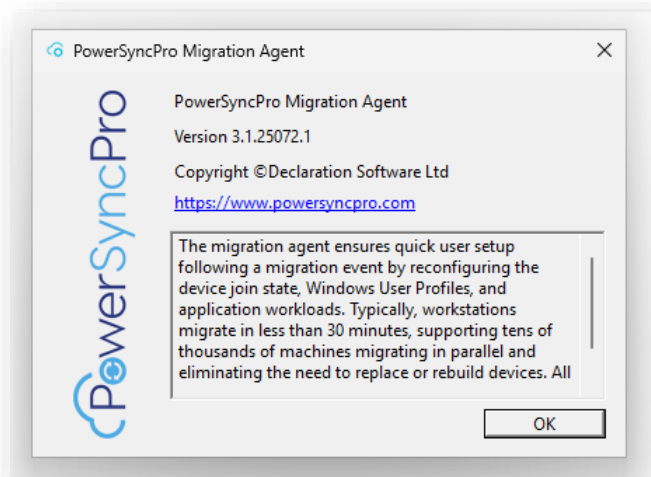 PowerSyncPro Migration Agent
PowerSyncPro
PowerSyncPro Migration Agent
Version 3.1.25072.1
Copyright ©Declaration Software Ltd
https://www.powersyncpro.com
The migration agent ensures quick user setup
following a migration event by reconfiguring the
device join state, Windows User Profiles, and
application workloads. Typically, workstations
migrate in less than 30 minutes, supporting tens of
thousands of machines migrating in parallel and
eliminating the need to replace or rebuild devices. All
OK